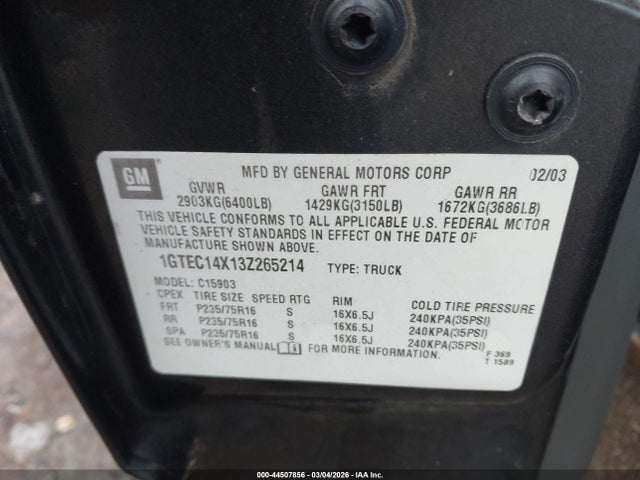 GM
MFD BY GENERAL MOTORS CORP 02/03
GVWR GAWR FRT GAWR RR
2903KG(6400LB) 1429KG(3150LB) 1672KG(3686LB)
THIS VEHICLE CONFORMS TO ALL APPLICABLE U.S. FEDERAL MOTOR
VEHICLE SAFETY STANDARDS IN EFFECT ON THE DATE OF
MANUFACTURE SHOWN ABOVE.
1GTEC14X13Z265214 TYPE: TRUCK
MODEL: C15903
CPEX TIRE SIZE SPEED RTG RIM COLD TIRE PRESSURE
FRT P235/75R16 S 16X6.5J 240KPA(35PSI)
RR P235/75R16 S 16X6.5J 240KPA(35PSI)
SPA P235/75R16 S 16X6.5J 240KPA(35PSI)
SEE OWNER'S MANUAL FOR MORE INFORMATION.
F 369
T 1589
000-44507856 - 03/04/2026 - IAA Inc.